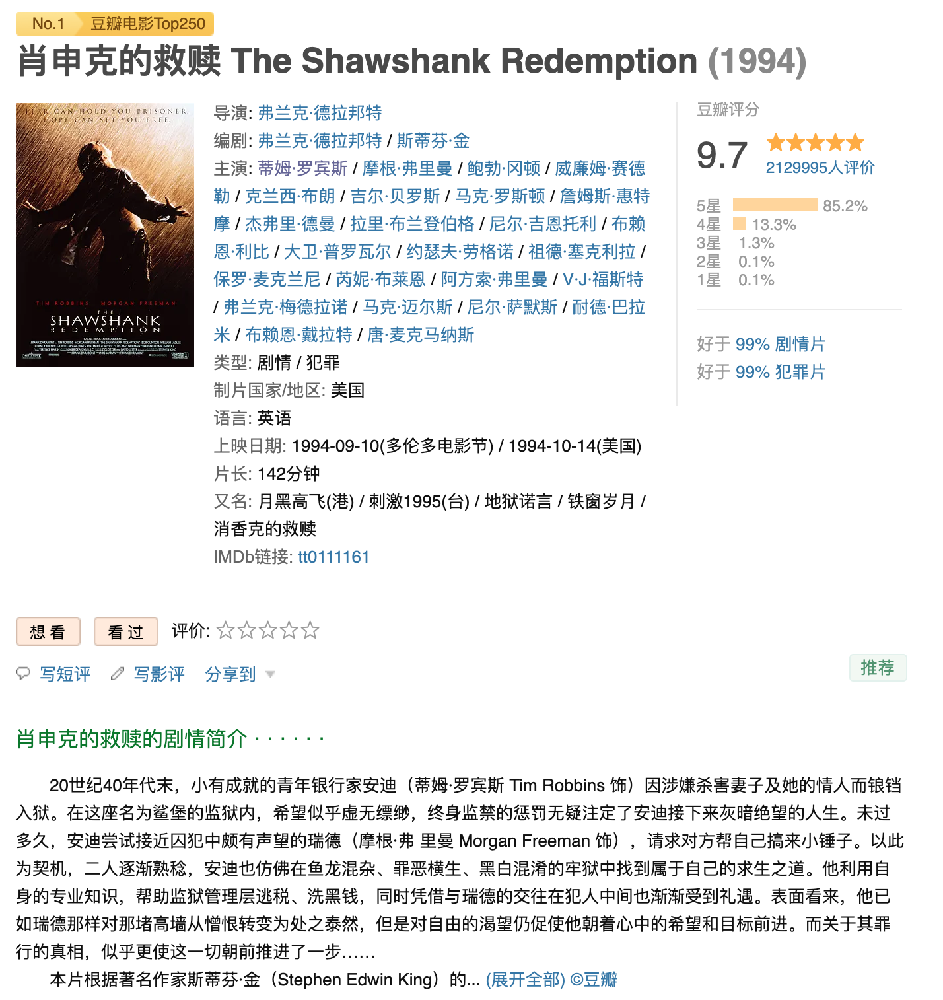 No.1 豆瓣电影Top250
肖申克的救赎 The Shawshank Redemption (1994)
FEAR CAN HOLD YOU PRISONER.
HOPE CAN SET YOU FREE.
TIM ROBBINS MORGAN FREEMAN
THE
SHAWSHANK
REDEMPTION
导演: 弗兰克·德拉邦特
编剧: 弗兰克·德拉邦特 / 斯蒂芬·金
主演: 蒂姆·罗宾斯 / 摩根·弗里曼 / 鲍勃·冈顿 / 威廉姆·赛德
勒 / 克兰西·布朗 / 吉尔·贝罗斯 / 马克·罗斯顿 / 詹姆斯·惠特
摩 / 杰弗里·德曼 / 拉里·布兰登伯格 / 尼尔·吉恩托利 / 布赖
恩·利比 / 大卫·普罗瓦尔 / 约瑟夫·劳格诺 / 祖德·塞克利拉 /
保罗·麦克兰尼 / 芮妮·布莱恩 / 阿方索·弗里曼 / V·J·福斯特
/ 弗兰克·梅德拉诺 / 马克·迈尔斯 / 尼尔·萨默斯 / 耐德·巴拉
米 / 布赖恩·戴拉特 / 唐·麦克马纳斯
类型: 剧情 / 犯罪
制片国家/地区: 美国
语言: 英语
上映日期: 1994-09-10(多伦多电影节) / 1994-10-14(美国)
片长: 142分钟
又名: 月黑高飞(港) / 刺激1995(台) / 地狱诺言 / 铁窗岁月 /
消香克的救赎
IMDb链接: tt0111161
豆瓣评分
9.7
2129995人评价
5星 85.2%
4星 13.3%
3星 1.3%
2星 0.1%
1星 0.1%
好于 99% 剧情片
好于 99% 犯罪片
想看 看过 评价:
写短评 写影评 分享到
推荐
肖申克的救赎的剧情简介 · · · · · ·
20世纪40年代末，小有成就的青年银行家安迪（蒂姆·罗宾斯 Tim Robbins 饰）因涉嫌杀害妻子及她的情人而锒铛
入狱。在这座名为鲨堡的监狱内，希望似乎虚无缥缈，终身监禁的惩罚无疑注定了安迪接下来灰暗绝望的人生。未过
多久，安迪尝试接近囚犯中颇有声望的瑞德（摩根·弗 里曼 Morgan Freeman 饰），请求对方帮自己搞来小锤子。以此
为契机，二人逐渐熟稔，安迪也仿佛在鱼龙混杂、罪恶横生、黑白混淆的牢狱中找到属于自己的求生之道。他利用自
身的专业知识，帮助监狱管理层逃税、洗黑钱，同时凭借与瑞德的交往在犯人中间也渐渐受到礼遇。表面看来，他已
如瑞德那样对那堵高墙从憎恨转变为处之泰然，但是对自由的渴望仍促使他朝着心中的希望和目标前进。而关于其罪
行的真相，似乎更使这一切朝前推进了一步……
本片根据著名作家斯蒂芬·金（Stephen Edwin King）的... (展开全部) ©豆瓣